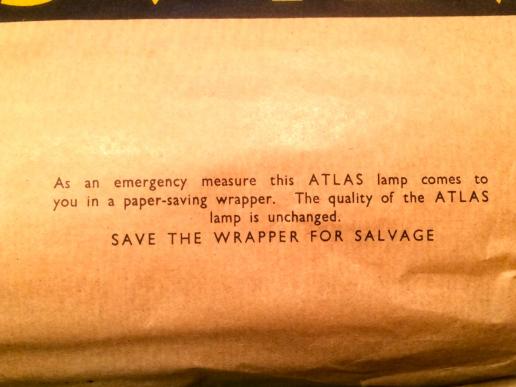 As an emergency measure this ATLAS lamp comes to
you in a paper-saving wrapper. The quality of the ATLAS
lamp is unchanged.
SAVE THE WRAPPER FOR SALVAGE